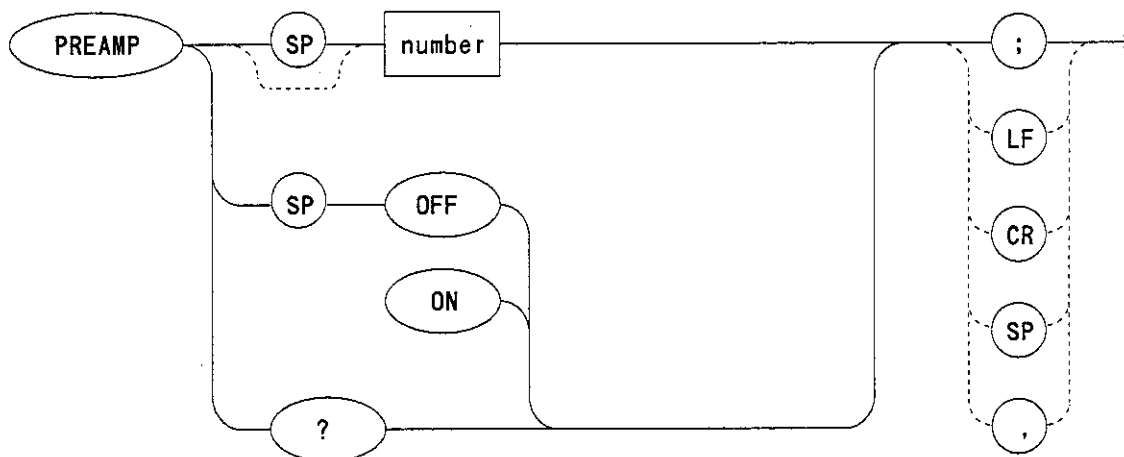 PREAMP SP number ;
LF
SP OFF
CR
ON
SP
? ,